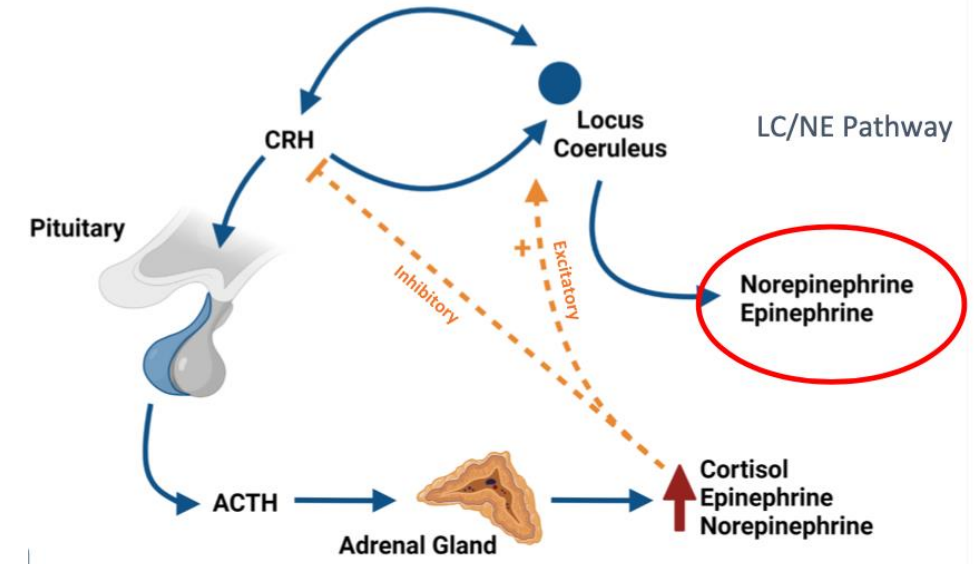 Locus
Coeruleus
LC/NE Pathway
CRH
Pituitary
Inhibitory
+
Excitatory
Norepinephrine
Epinephrine
ACTH
Adrenal Gland
Cortisol
Epinephrine
Norepinephrine